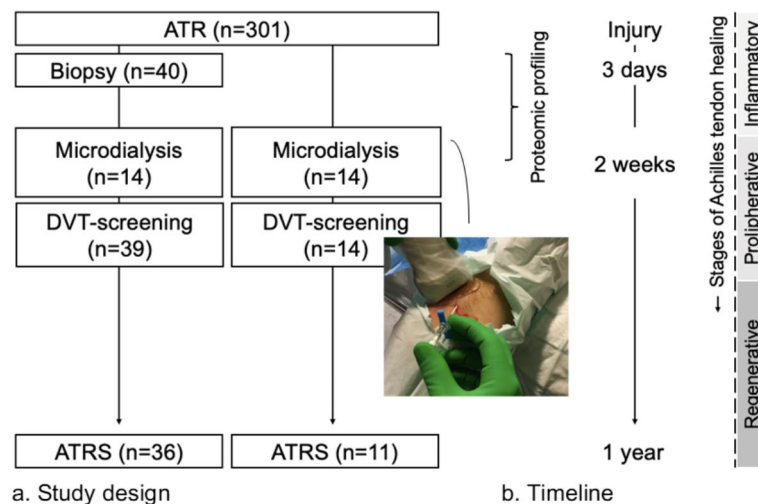 ATR (n=301)
Biopsy (n=40)
Microdialysis
(n=14)
Microdialysis
(n=14)
DVT-screening
(n=39)
DVT-screening
(n=14)
ATRS (n=36)
ATRS (n=11)
a. Study design
Proteomic profiling
Injury
3 days
2 weeks
1 year
b. Timeline
← Stages of Achilles tendon healing
Inflammatory
Prolipherative
Regenerative